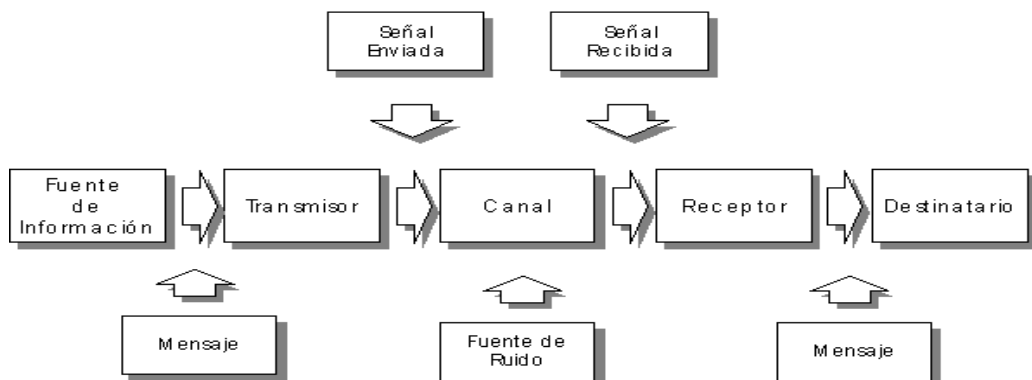 Señal
Enviada
Señal
Recibida
Fuente
de
Información
Transmisor
Canal
Receptor
Destinatario
Mensaje
Fuente de
Ruido
Mensaje